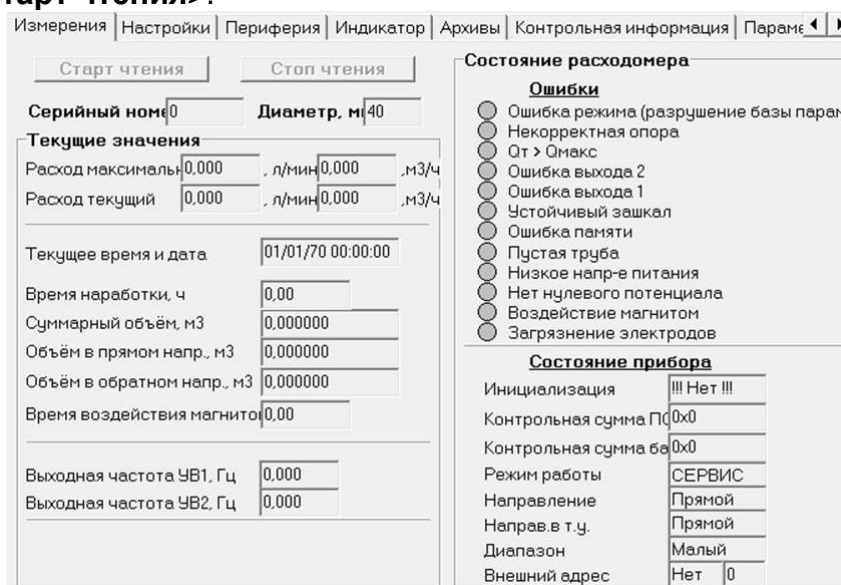 тарт чтения>.
Измерения Настройки Периферия Индикатор Архивы Контрольная информация Параме
Старт чтения Стоп чтения
Серийный номе 0 Диаметр, м 40
Текущие значения
Расход максимальн 0,000 , л/мин 0,000 ,м3/ч
Расход текущий 0,000 , л/мин 0,000 ,м3/ч
Текущее время и дата 01/01/70 00:00:00
Время наработки, ч 0,00
Суммарный объём, м3 0,000000
Объём в прямом напр., м3 0,000000
Объём в обратном напр., м3 0,000000
Время воздействия магнито 0,00
Выходная частота УВ1, Гц 0,000
Выходная частота УВ2, Гц 0,000
Состояние расходомера
Ошибки
Ошибка режима (разрушение базы парам
Некорректная опора
Qт > Qмакс
Ошибка выхода 2
Ошибка выхода 1
Устойчивый зашкал
Ошибка памяти
Пустая труба
Низкое напр-е питания
Нет нулевого потенциала
Воздействие магнитом
Загрязнение электродов
Состояние прибора
Инициализация !!! Нет !!!
Контрольная сумма ПО 0x0
Контрольная сумма ба 0x0
Режим работы СЕРВИС
Направление Прямой
Направ.в т.ч. Прямой
Диапазон Малый
Внешний адрес Нет 0